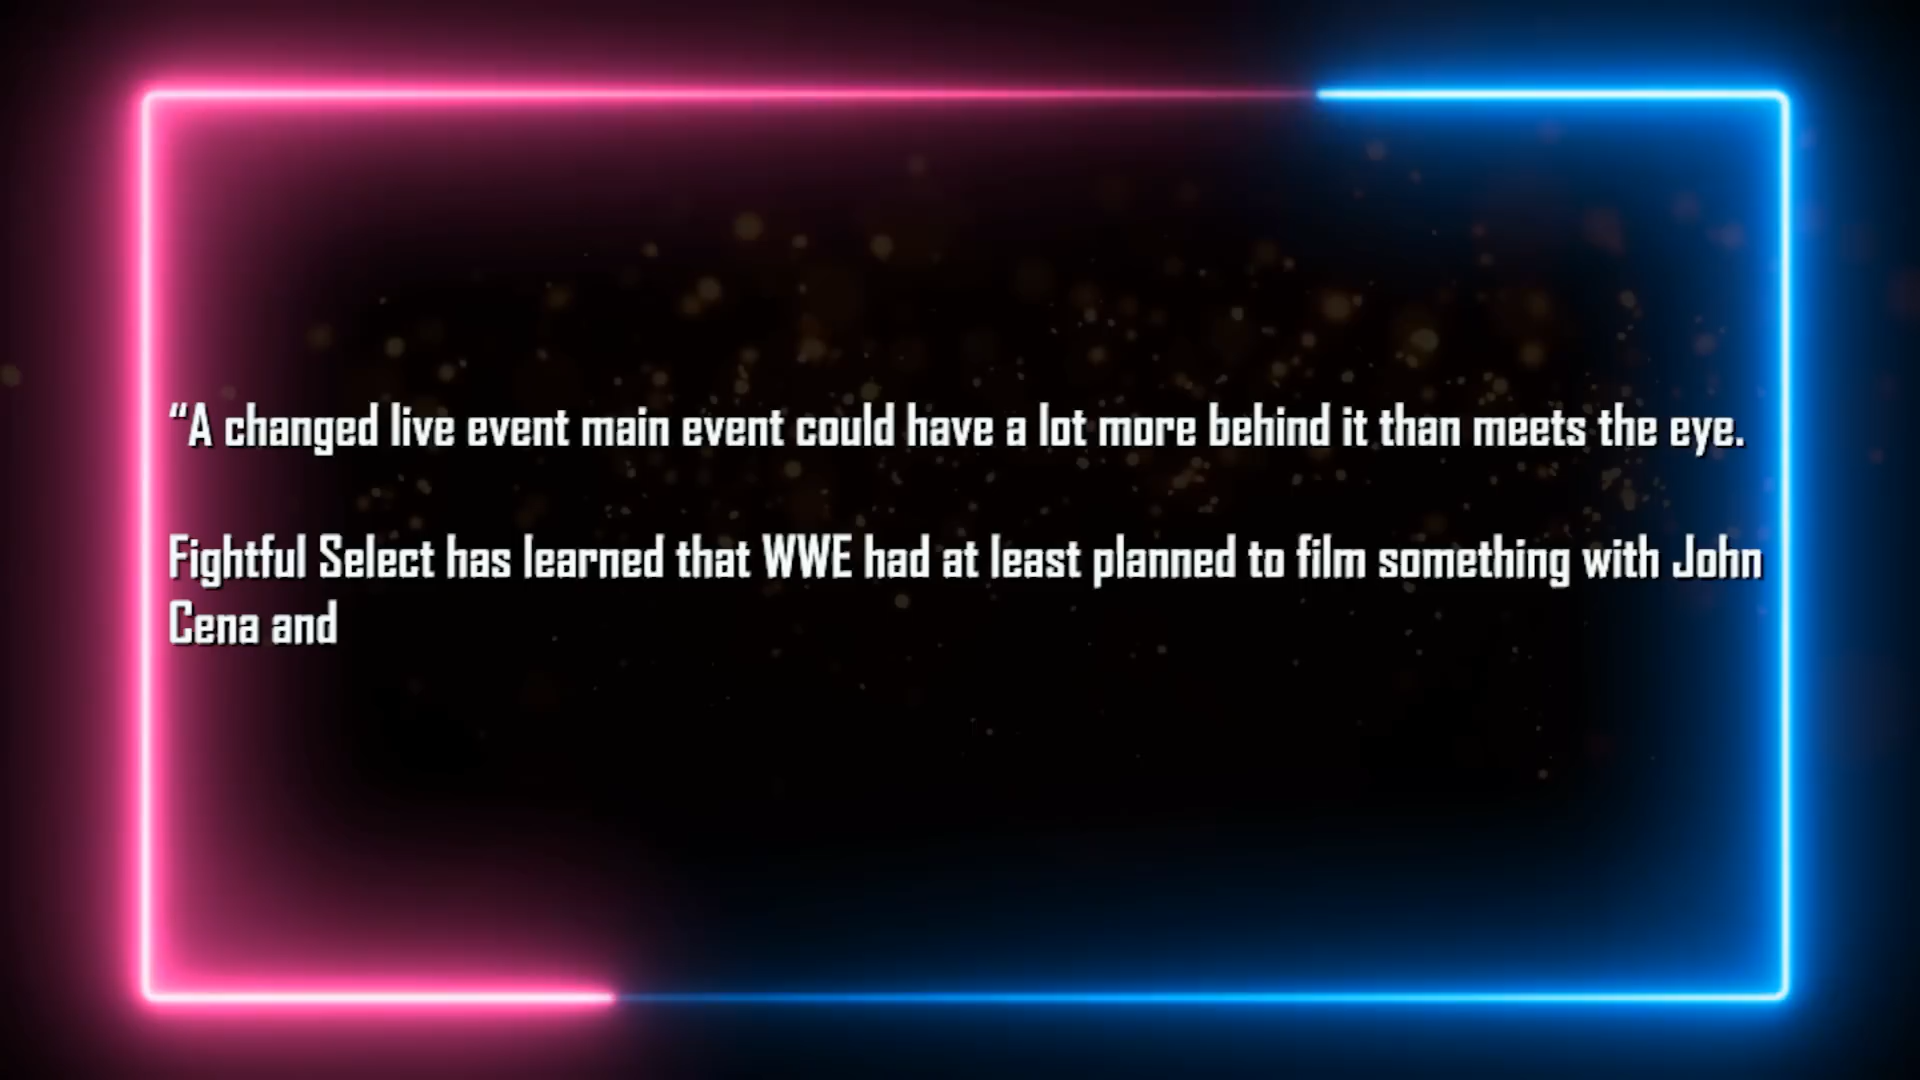 “A changed live event main event could have a lot more behind it than meets the eye.
Fightful Select has learned that WWE had at least planned to film something with John
Cena and